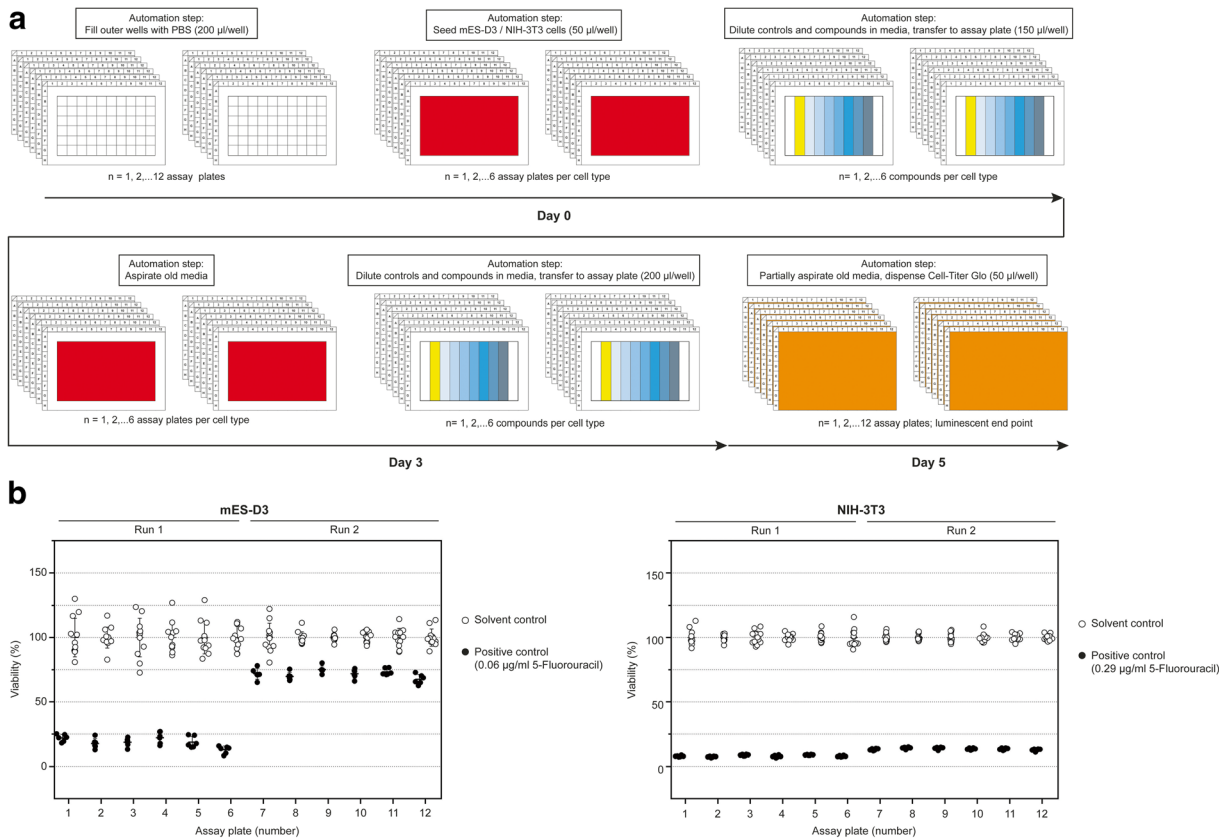 a
Automation step:
Fill outer wells with PBS (200 µl/well)
Automation step:
Seed mES-D3 / NIH-3T3 cells (50 µl/well)
Automation step:
Dilute controls and compounds in media, transfer to assay plate (150 µl/well)
n = 1, 2,...12 assay plates
n = 1, 2,...6 assay plates per cell type
n= 1, 2,...6 compounds per cell type
Day 0
Automation step:
Aspirate old media
Automation step:
Dilute controls and compounds in media, transfer to assay plate (200 µl/well)
Automation step:
Partially aspirate old media, dispense Cell-Titer Glo (50 µl/well)
n = 1, 2,...6 assay plates per cell type
n= 1, 2,...6 compounds per cell type
n= 1, 2,...12 assay plates; luminescent end point
Day 3
Day 5
b
mES-D3
Run 1
Run 2
Viability (%)
150
100
50
0
1 2 3 4 5 6 7 8 9 10 11 12
Assay plate (number)
Solvent control
Positive control
(0.06 µg/ml 5-Fluorouracil)
NIH-3T3
Run 1
Run 2
Viability (%)
150
100
50
0
1 2 3 4 5 6 7 8 9 10 11 12
Assay plate (number)
Solvent control
Positive control
(0.29 µg/ml 5-Fluorouracil)